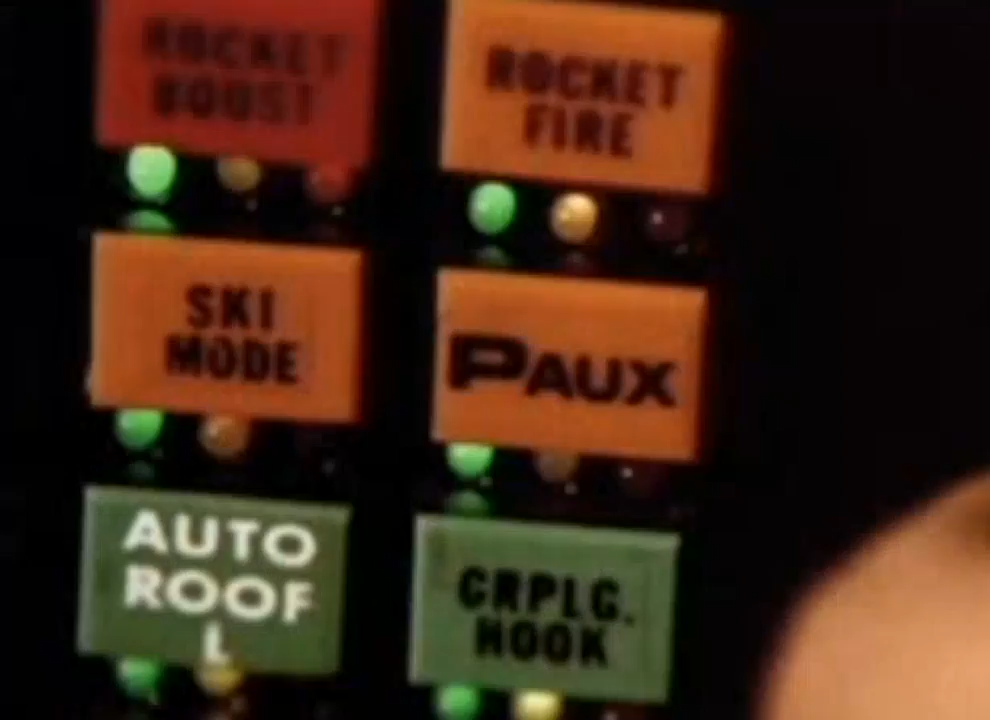 ROCKET
BOOST
ROCKET
FIRE
SKI
MODE
PAUX
AUTO
ROOF
L
GRPLG.
HOOK